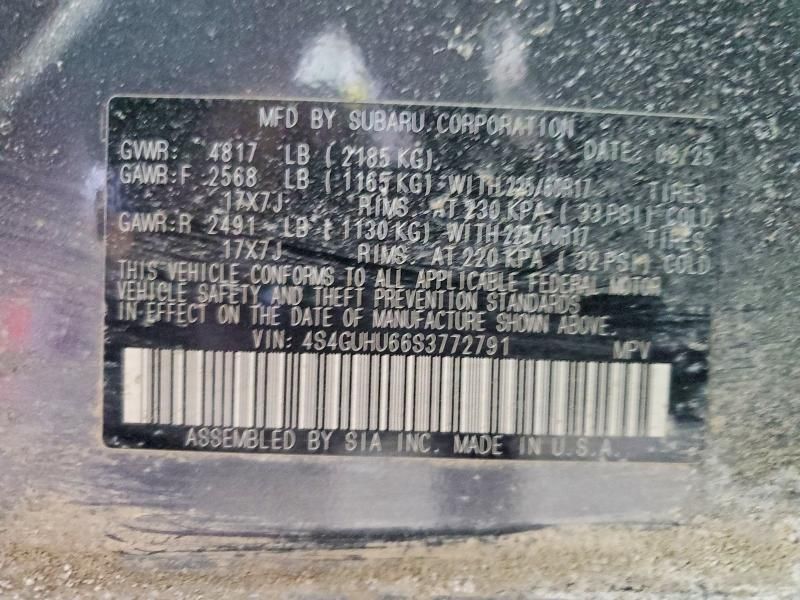 MFD BY SUBARU CORPORATION
GVWR: 4817 LB ( 2185 KG) DATE:
GAWR:F 2568 LB ( 1165 KG) WITH 225/60R17 TIRES
17X7J RIMS. AT 230 KPA ( 33 PSI) COLD
GAWR:R 2491 LB ( 1130 KG) WITH 225/60R17 TIRES
17X7J RIMS. AT 220 KPA ( 32 PSI) COLD
THIS VEHICLE CONFORMS TO ALL APPLICABLE FEDERAL MOTOR
VEHICLE SAFETY AND THEFT PREVENTION STANDARDS
IN EFFECT ON THE DATE OF MANUFACTURE SHOWN ABOVE.
VIN: 4S4GUHU66S3772791 MPV
ASSEMBLED BY SIA INC. MADE IN U.S.A.